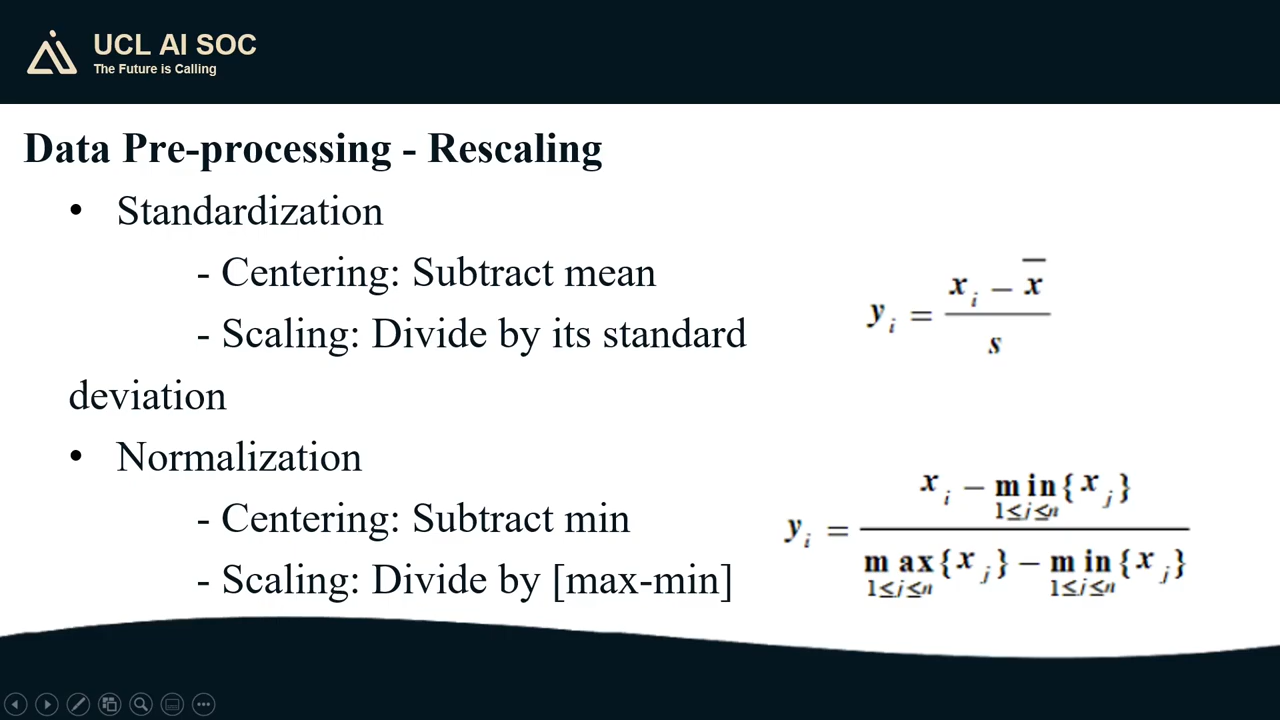 UCL AI SOC
The Future is Calling
Data Pre-processing - Rescaling
• Standardization
- Centering: Subtract mean
- Scaling: Divide by its standard
deviation
y_i = (x_i − x̅) / s
• Normalization
- Centering: Subtract min
- Scaling: Divide by [max-min]
y_i = (x_i − min_{1≤j≤n}{x_j}) / (max_{1≤j≤n}{x_j} − min_{1≤j≤n}{x_j})